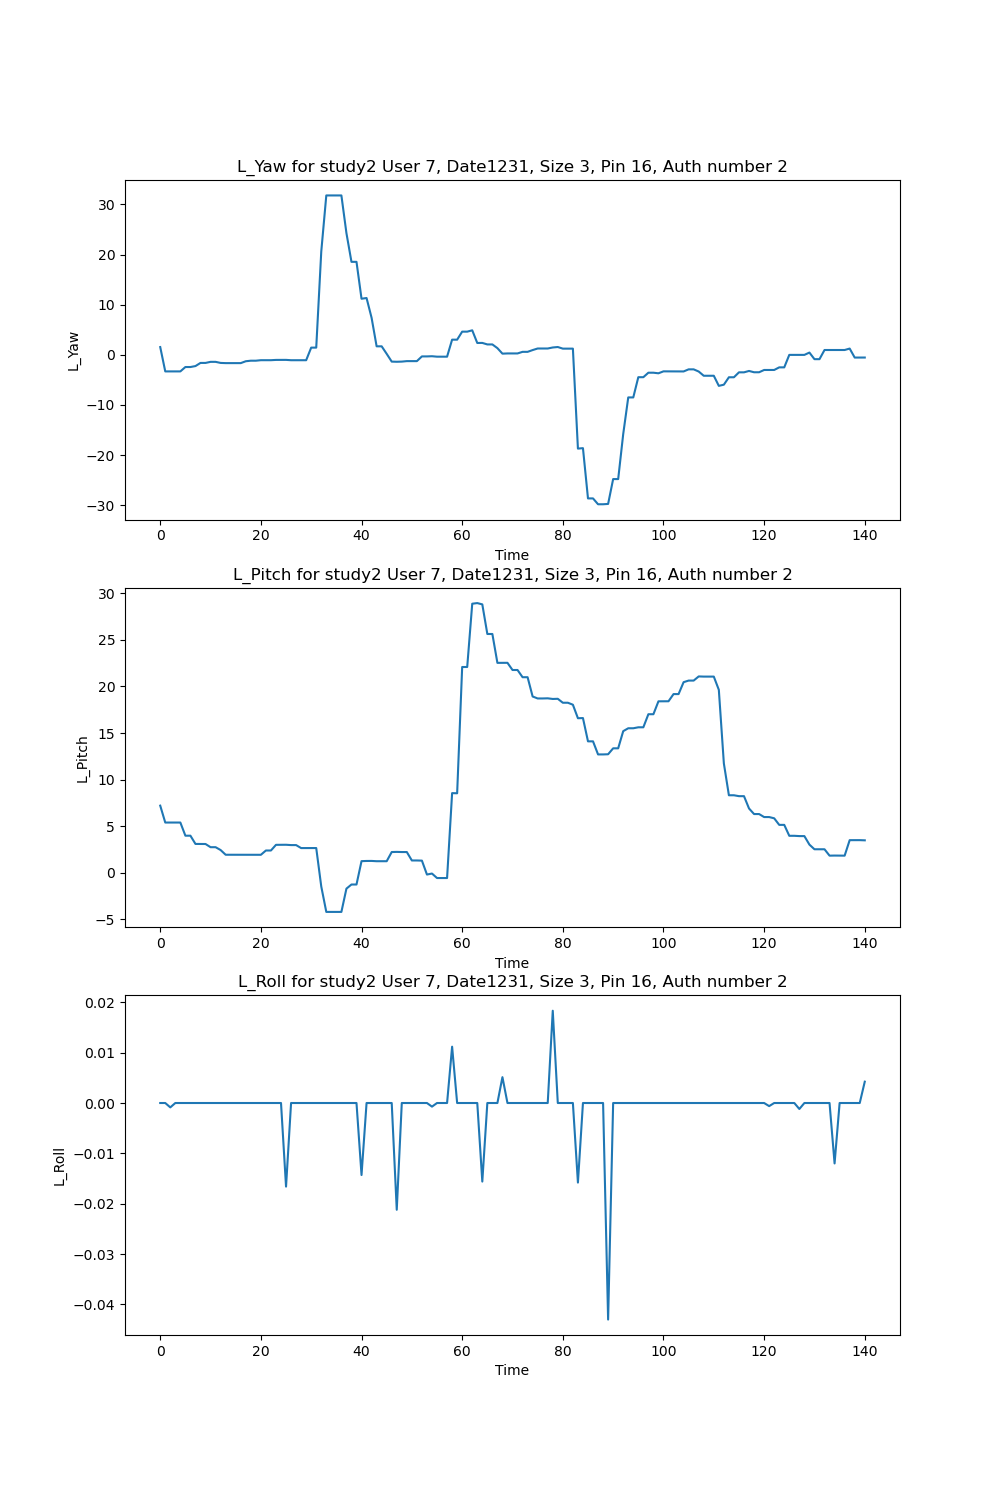 L_Yaw for study2 User 7, Date1231, Size 3, Pin 16, Auth number 2
30
20
10
0
−10
−20
−30
L_Yaw
0 20 40 60 80 100 120 140
Time
L_Pitch for study2 User 7, Date1231, Size 3, Pin 16, Auth number 2
30
25
20
15
10
5
0
−5
L_Pitch
0 20 40 60 80 100 120 140
Time
L_Roll for study2 User 7, Date1231, Size 3, Pin 16, Auth number 2
0.02
0.01
0.00
−0.01
−0.02
−0.03
−0.04
L_Roll
0 20 40 60 80 100 120 140
Time